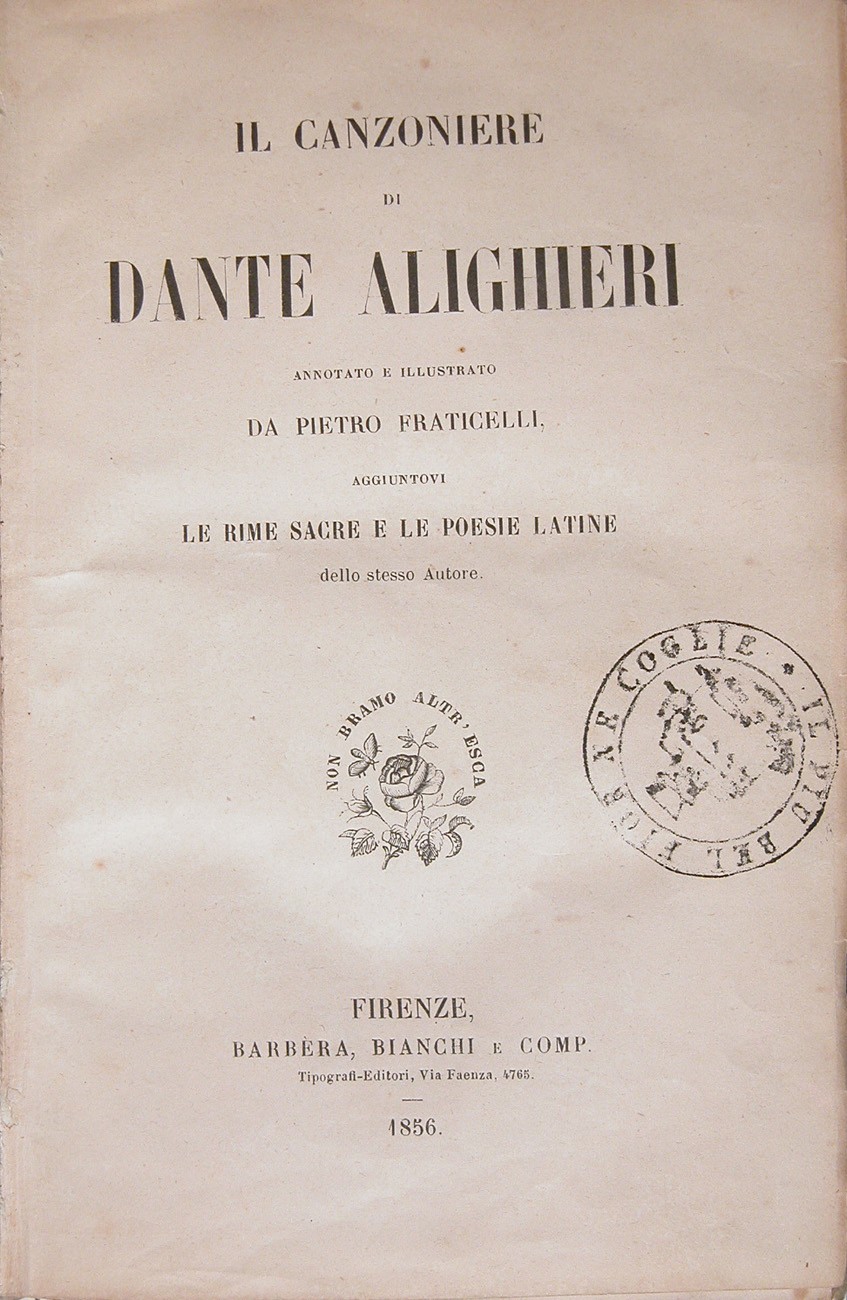 IL CANZONIERE
DI
DANTE ALIGHIERI
ANNOTATO E ILLUSTRATO
DA PIETRO FRATICELLI,
AGGIUNTOVI
LE RIME SACRE E LE POESIE LATINE
dello stesso Autore.
NON BRAMO ALTR' ESCA
IL PIU BEL FIOR NE COGLIE
FIRENZE,
BARBÈRA, BIANCHI E COMP.
Tipografi-Editori, Via Faenza, 4765.
1856.